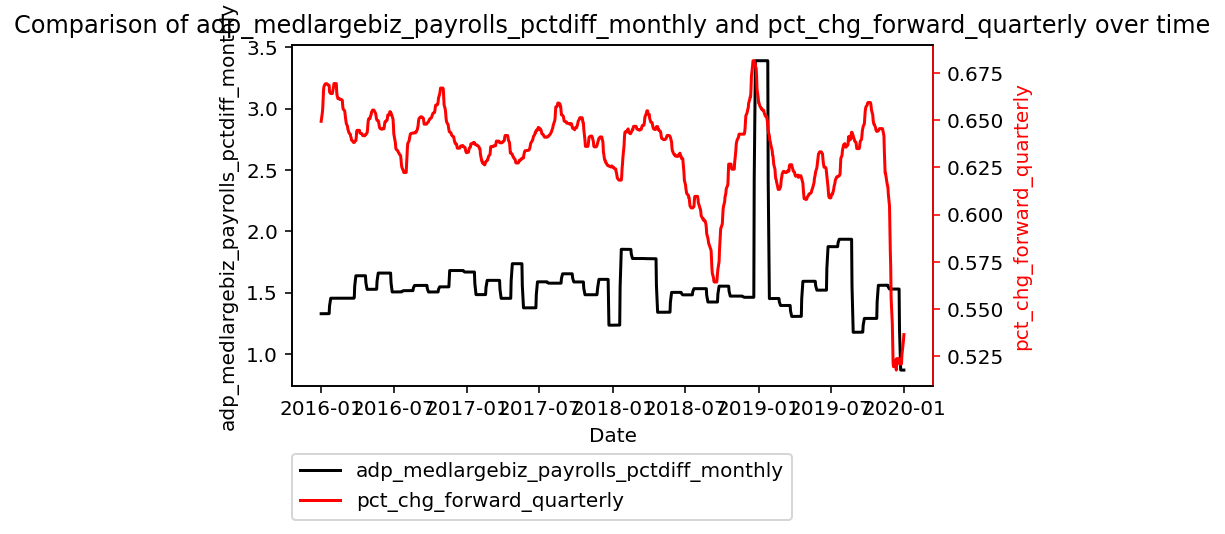 Comparison of adp_medlargebiz_payrolls_pctdiff_monthly and pct_chg_forward_quarterly over time
adp_medlargebiz_payrolls_pctdiff_monthly
3.5
3.0
2.5
2.0
1.5
1.0
0.675
0.650
0.625
0.600
0.575
0.550
0.525
pct_chg_forward_quarterly
2016-01 2016-07 2017-01 2017-07 2018-01 2018-07 2019-01 2019-07 2020-01
Date
adp_medlargebiz_payrolls_pctdiff_monthly
pct_chg_forward_quarterly